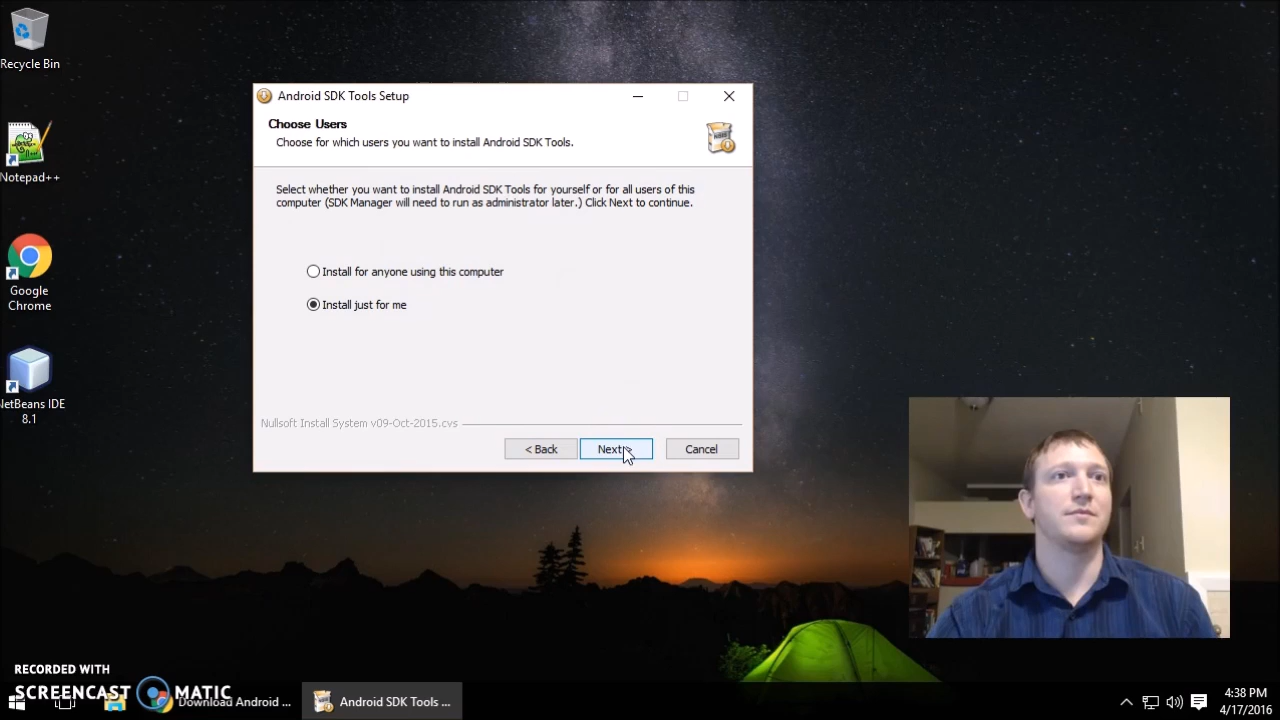 Recycle Bin
Notepad++
Google
Chrome
NetBeans IDE
8.1
Android SDK Tools Setup
Choose Users
Choose for which users you want to install Android SDK Tools.
Select whether you want to install Android SDK Tools for yourself or for all users of this
computer (SDK Manager will need to run as administrator later.) Click Next to continue.
Install for anyone using this computer
Install just for me
Nullsoft Install System v09-Oct-2015.cvs
< Back
Next
Cancel
RECORDED WITH
SCREENCAST MATIC
Download Android ...
Android SDK Tools ...
4:38 PM
4/17/2016